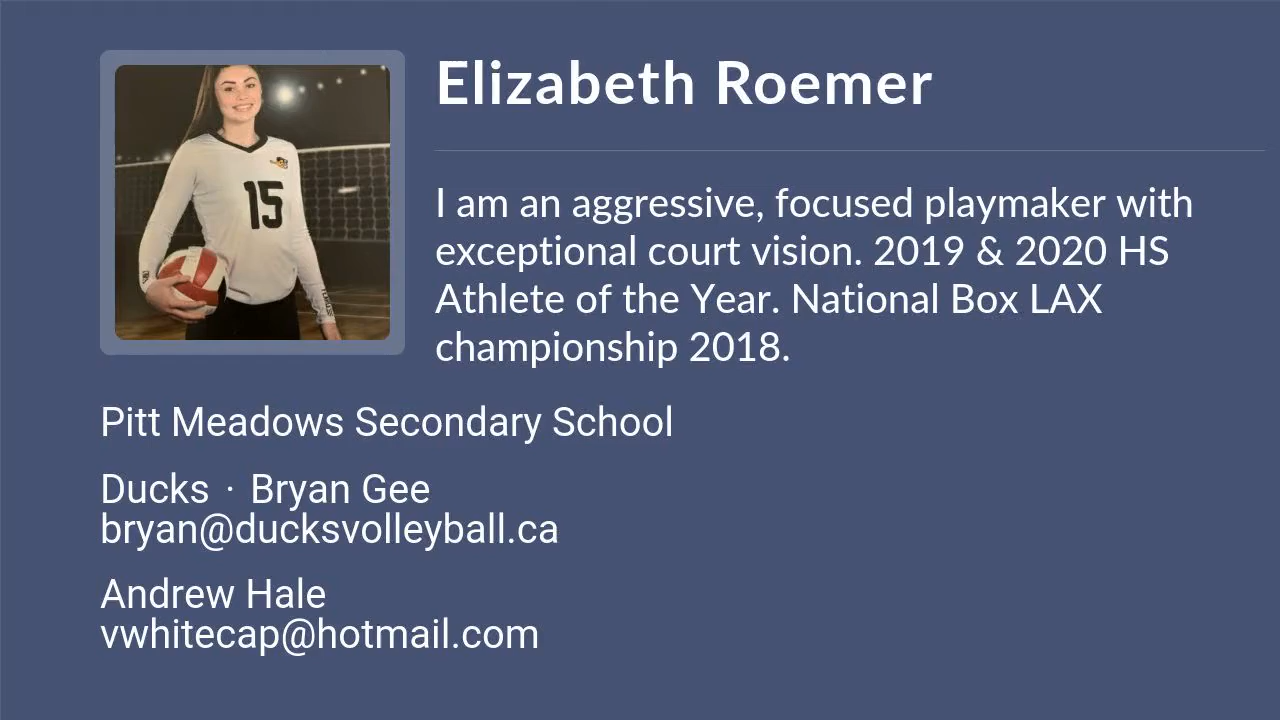 Elizabeth Roemer
I am an aggressive, focused playmaker with
exceptional court vision. 2019 & 2020 HS
Athlete of the Year. National Box LAX
championship 2018.
15
Pitt Meadows Secondary School
Ducks · Bryan Gee
bryan@ducksvolleyball.ca
Andrew Hale
vwhitecap@hotmail.com